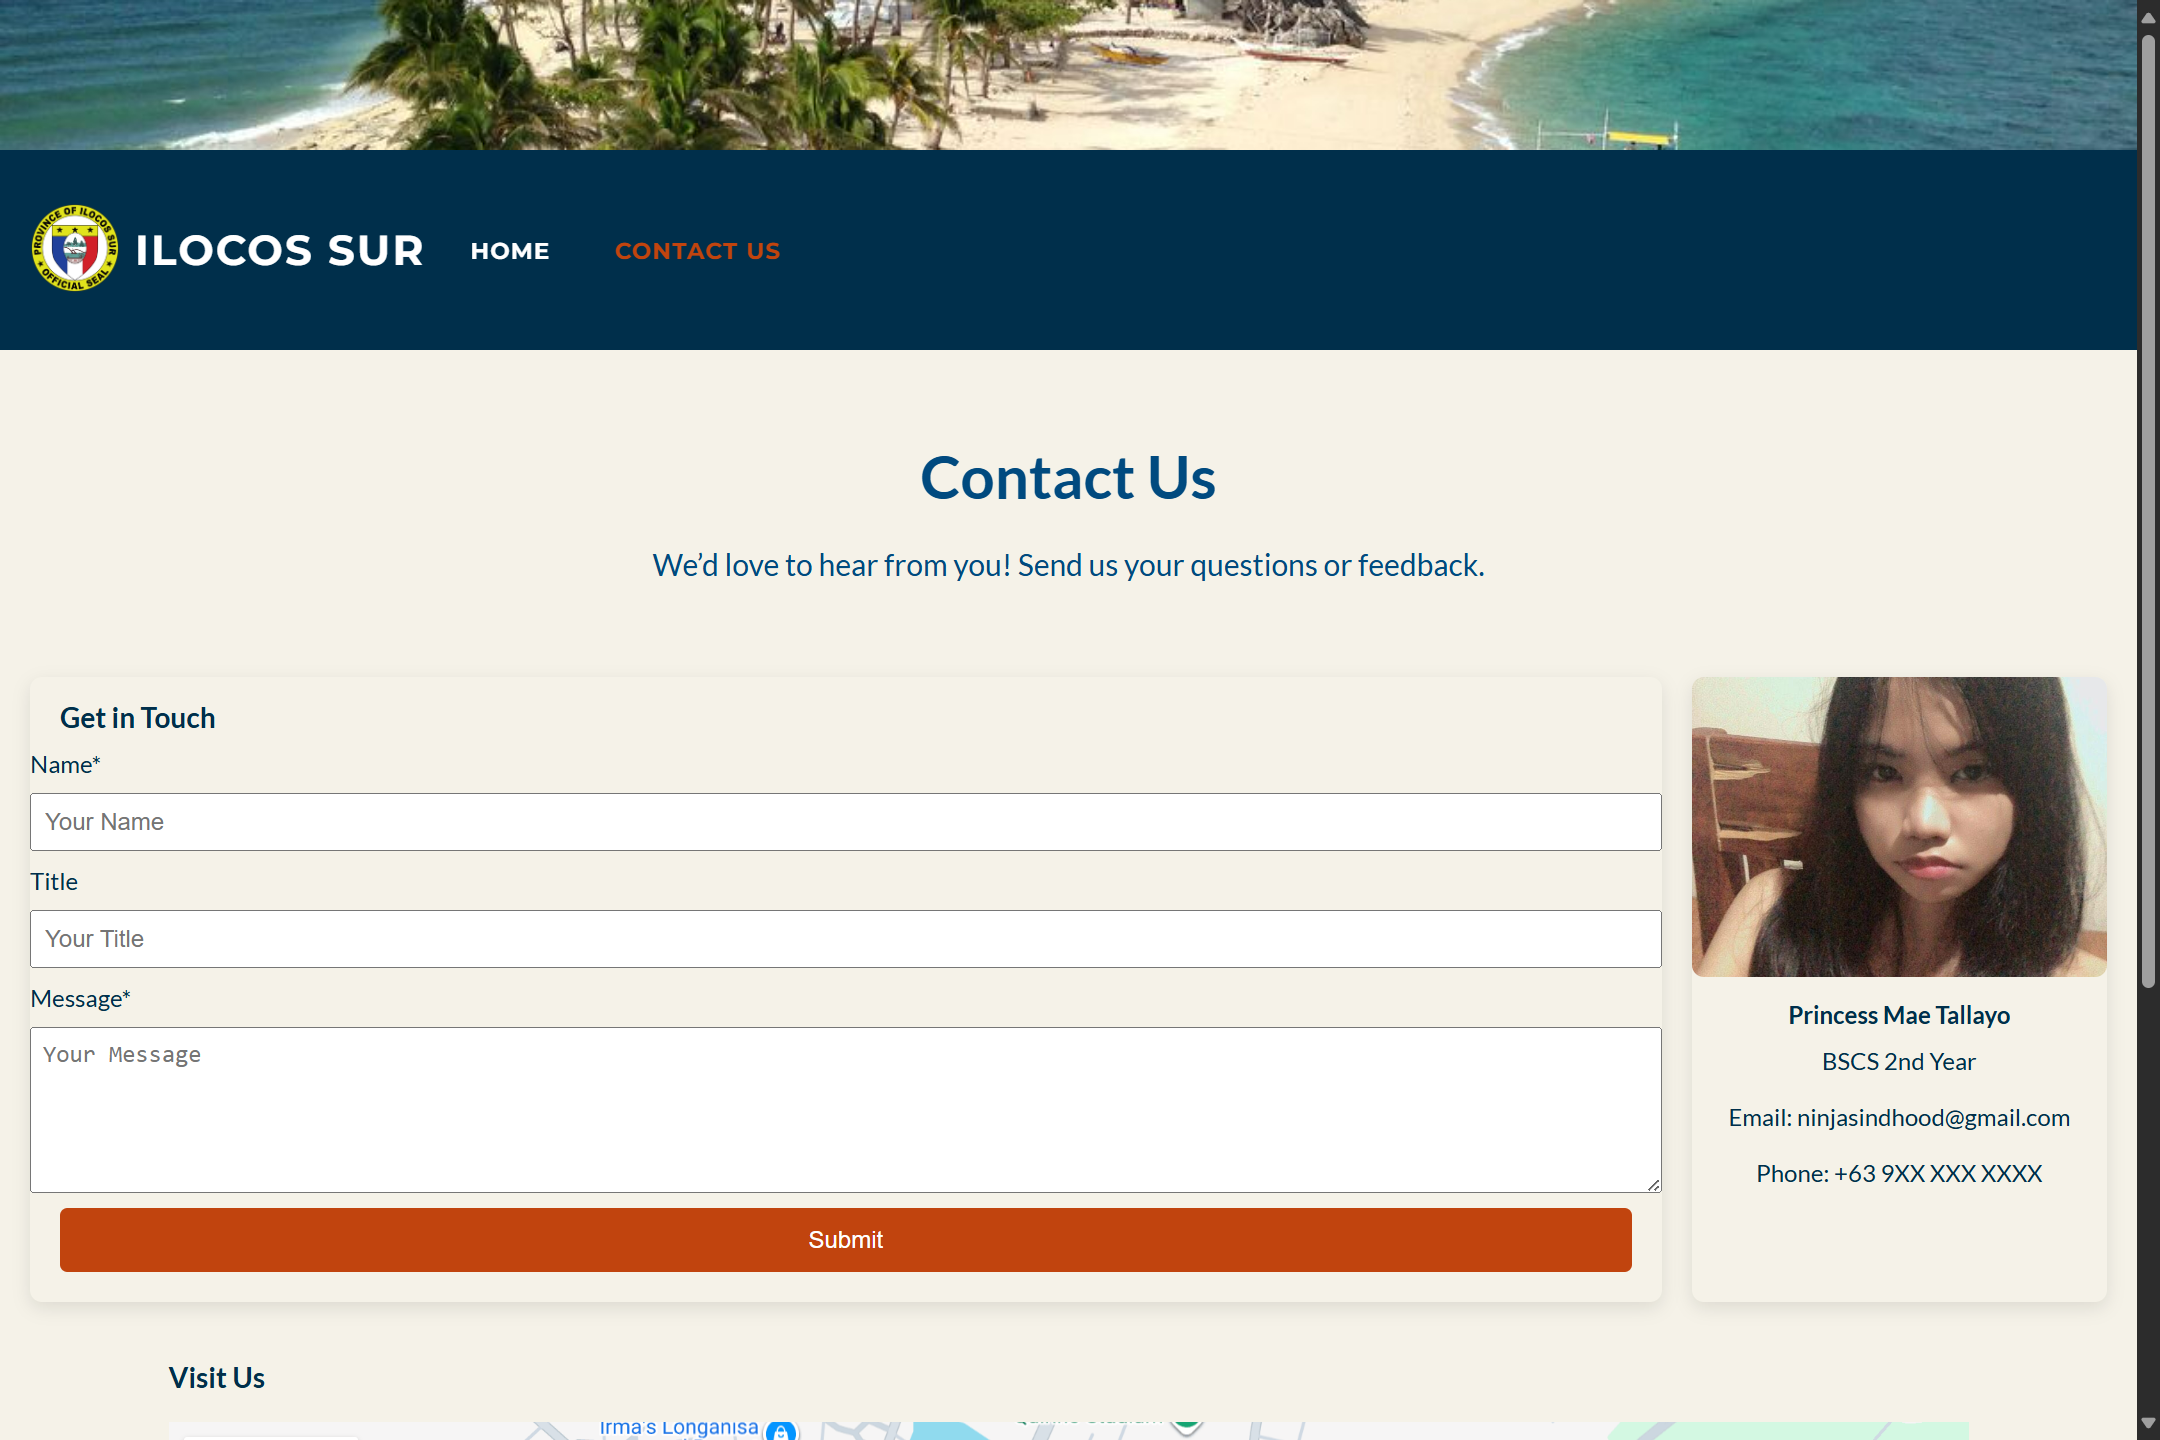 PROVINCE OF ILOCOS SUR
OFFICIAL SEAL
ILOCOS SUR
HOME
CONTACT US
Contact Us
We’d love to hear from you! Send us your questions or feedback.
Get in Touch
Name*
Your Name
Title
Your Title
Message*
Your Message
Submit
Princess Mae Tallayo
BSCS 2nd Year
Email: ninjasindhood@gmail.com
Phone: +63 9XX XXX XXXX
Visit Us
Irma's Longanisa